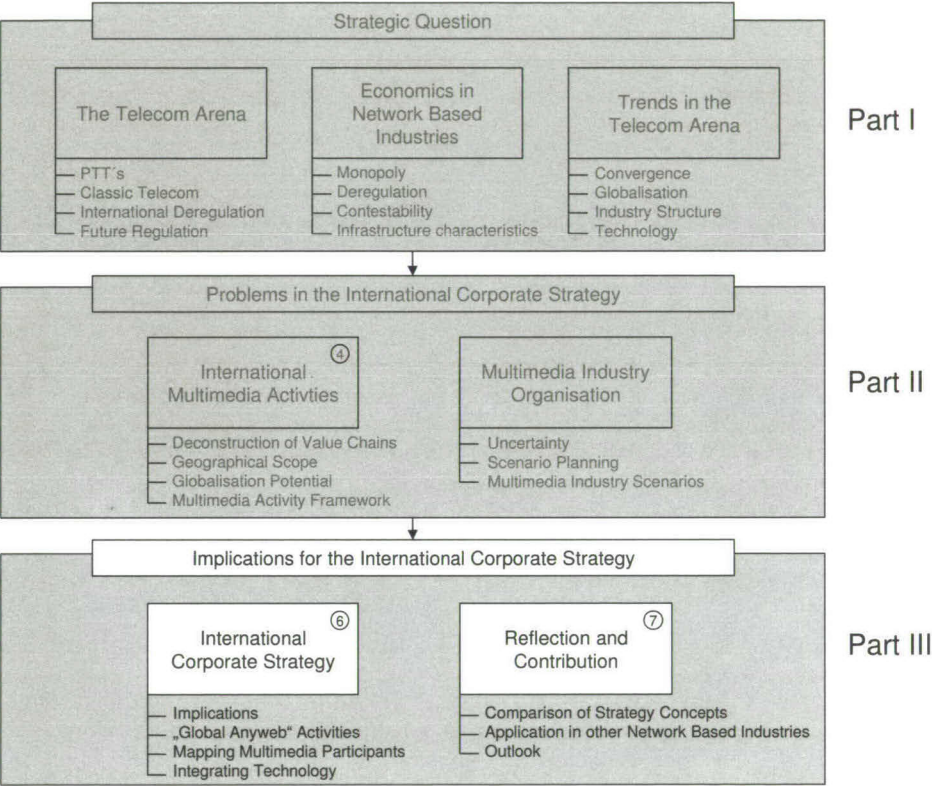 Strategic Question
The Telecom Arena
PTT´s
Classic Telecom
International Deregulation
Future Regulation
Economics in
Network Based
Industries
Monopoly
Deregulation
Contestability
Infrastructure characteristics
Trends in the
Telecom Arena
Convergence
Globalisation
Industry Structure
Technology
Part I
Problems in the International Corporate Strategy
4
International
Multimedia Activties
Deconstruction of Value Chains
Geographical Scope
Globalisation Potential
Multimedia Activity Framework
Multimedia Industry
Organisation
Uncertainty
Scenario Planning
Multimedia Industry Scenarios
Part II
Implications for the International Corporate Strategy
6
International
Corporate Strategy
Implications
„Global Anyweb“ Activities
Mapping Multimedia Participants
Integrating Technology
7
Reflection and
Contribution
Comparison of Strategy Concepts
Application in other Network Based Industries
Outlook
Part III